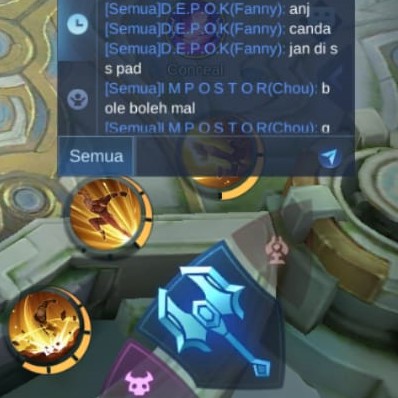 [Semua]D.E.P.O.K(Fanny): anj
[Semua]D.E.P.O.K(Fanny): canda
[Semua]D.E.P.O.K(Fanny): jan di s
s pad
Conceal
[Semua]I M P O S T O R(Chou): b
ole boleh mal
[Semua]I M P O S T O R(Chou): g
Semua